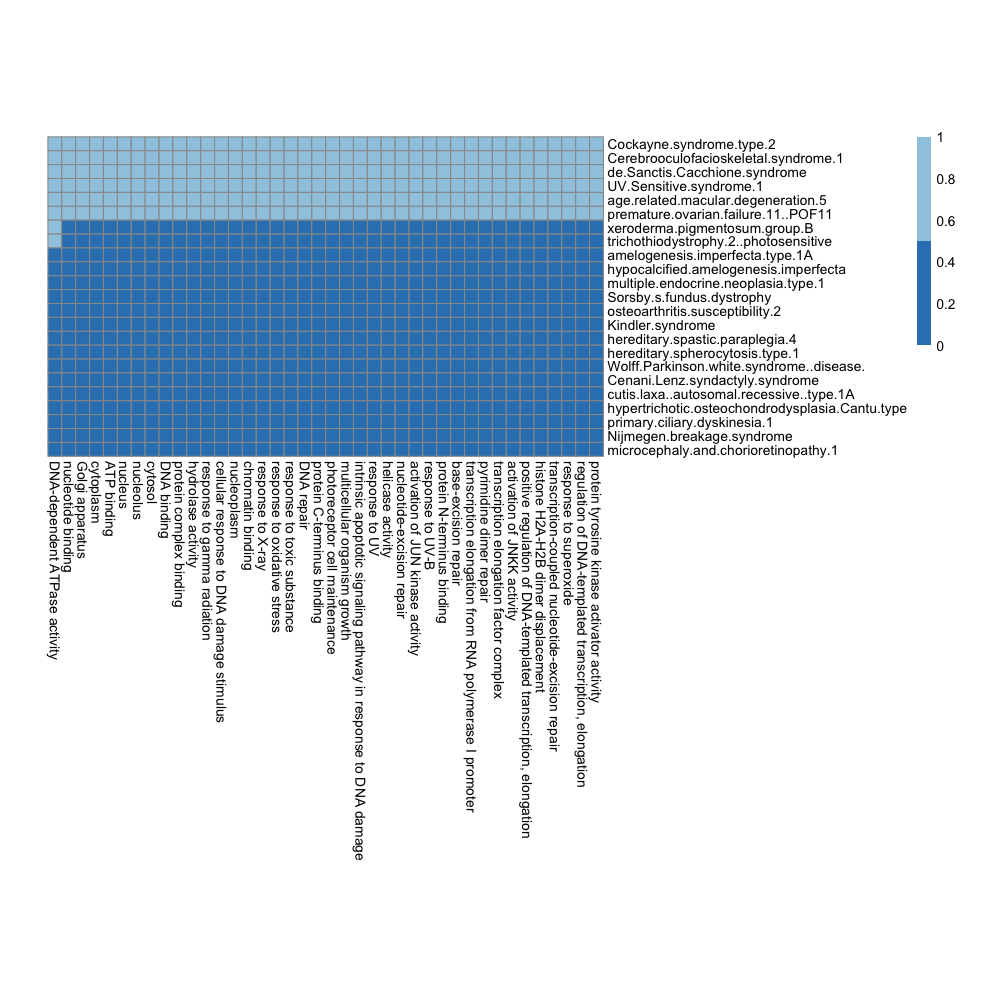 Cockayne.syndrome.type.2
Cerebrooculofacioskeletal.syndrome.1
de.Sanctis.Cacchione.syndrome
UV.Sensitive.syndrome.1
age.related.macular.degeneration.5
premature.ovarian.failure.11..POF11
xeroderma.pigmentosum.group.B
trichothiodystrophy.2..photosensitive
amelogenesis.imperfecta.type.1A
hypocalcified.amelogenesis.imperfecta
multiple.endocrine.neoplasia.type.1
Sorsby.s.fundus.dystrophy
osteoarthritis.susceptibility.2
Kindler.syndrome
hereditary.spastic.paraplegia.4
hereditary.spherocytosis.type.1
Wolff.Parkinson.white.syndrome..disease.
Cenani.Lenz.syndactyly.syndrome
cutis.laxa..autosomal.recessive..type.1A
hypertrichotic.osteochondrodysplasia.Cantu.type
primary.ciliary.dyskinesia.1
Nijmegen.breakage.syndrome
microcephaly.and.chorioretinopathy.1
1
0.8
0.6
0.4
0.2
0
DNA-dependent ATPase activity
nucleotide binding
Golgi apparatus
cytoplasm
ATP binding
nucleus
nucleolus
cytosol
DNA binding
protein complex binding
hydrolase activity
response to gamma radiation
cellular response to DNA damage stimulus
nucleoplasm
chromatin binding
response to X-ray
response to oxidative stress
response to toxic substance
DNA repair
protein C-terminus binding
photoreceptor cell maintenance
multicellular organism growth
intrinsic apoptotic signaling pathway in response to DNA damage
response to UV
helicase activity
nucleotide-excision repair
activation of JUN kinase activity
response to UV-B
protein N-terminus binding
base-excision repair
transcription elongation from RNA polymerase I promoter
pyrimidine dimer repair
transcription elongation factor complex
activation of JNKK activity
positive regulation of DNA-templated transcription, elongation
histone H2A-H2B dimer displacement
transcription-coupled nucleotide-excision repair
response to superoxide
regulation of DNA-templated transcription, elongation
protein tyrosine kinase activator activity